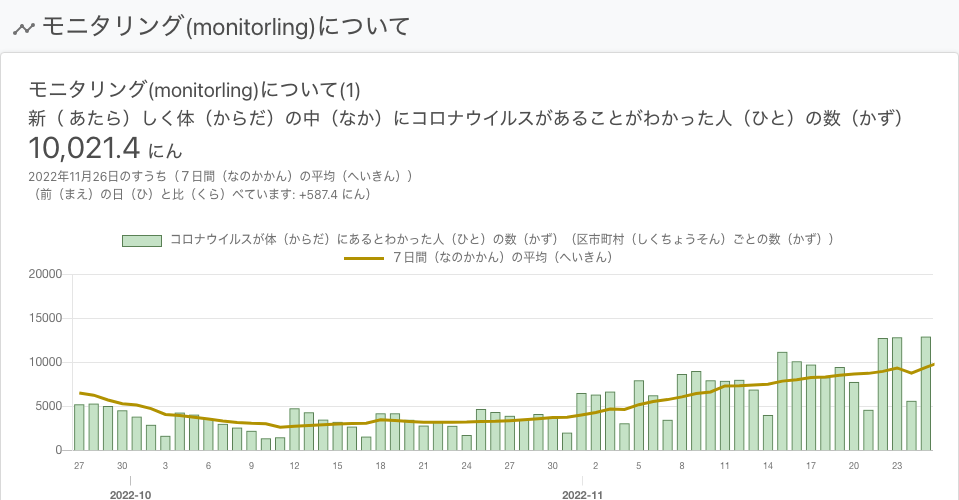 モニタリング(monitorling)について
モニタリング(monitorling)について(1)
新（ あたら）しく体（からだ）の中（なか）にコロナウイルスがあることがわかった人（ひと）の数（かず）
10,021.4 にん
2022年11月26日のすうち（７日間（なのかかん）の平均（へいきん））
（前（まえ）の日（ひ）と比（くら）べています: +587.4 にん）
コロナウイルスが体（からだ）にあるとわかった人（ひと）の数（かず）（区市町村（しくちょうそん）ごとの数（かず））
７日間（なのかかん）の平均（へいきん）
20000
15000
10000
5000
0
27 30 3 6 9 12 15 18 21 24 27 30 2 5 8 11 14 17 20 23
2022-10 2022-11